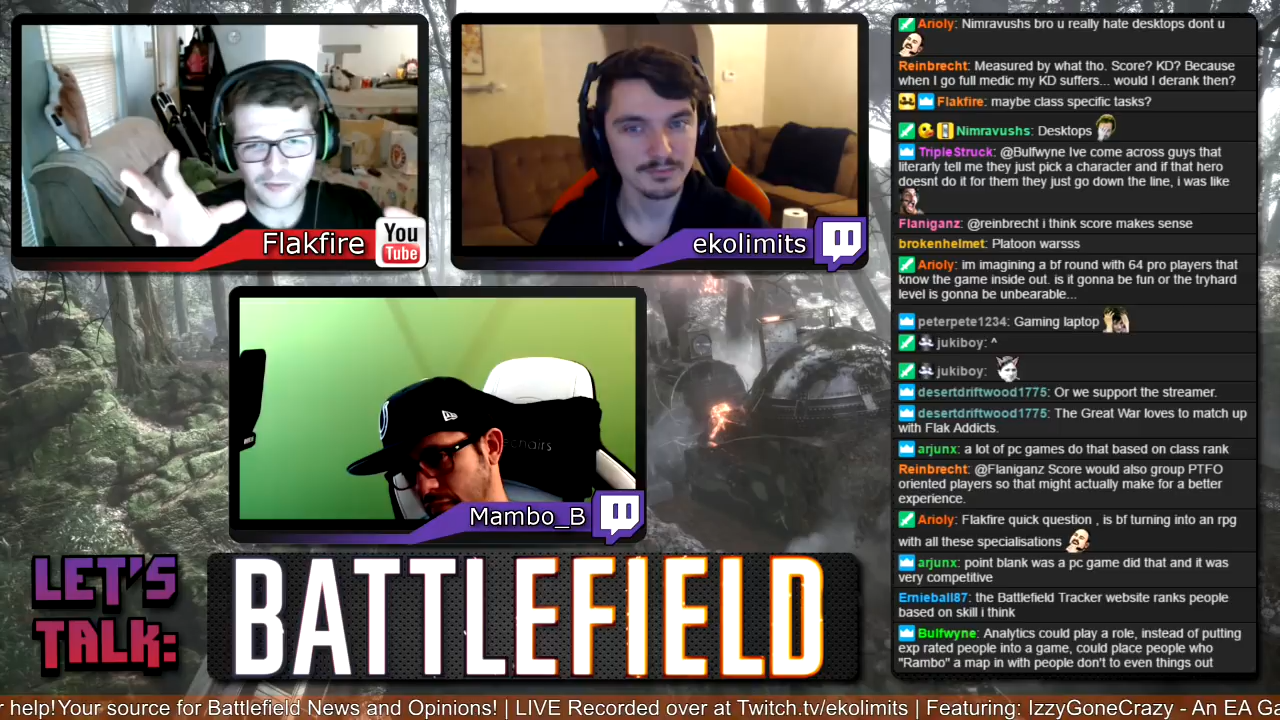 Flakfire
You
Tube
ekolimits
Mambo_B
chairs
LET'S
TALK:
BATTLEFIELD
Arioly: Nimravushs bro u really hate desktops dont u
Reinbrecht: Measured by what tho. Score? KD? Because
when I go full medic my KD suffers... would I derank then?
Flakfire: maybe class specific tasks?
Nimravushs: Desktops
TripleStruck: @Bulfwyne Ive come across guys that
literarly tell me they just pick a character and if that hero
doesnt do it for them they just go down the line, i was like
Flaniganz: @reinbrecht i think score makes sense
brokenhelmet: Platoon warsss
Arioly: im imagining a bf round with 64 pro players that
know the game inside out. is it gonna be fun or the tryhard
level is gonna be unbearable...
peterpete1234: Gaming laptop
jukiboy: ^
jukiboy:
desertdriftwood1775: Or we support the streamer.
desertdriftwood1775: The Great War loves to match up
with Flak Addicts.
arjunx: a lot of pc games do that based on class rank
Reinbrecht: @Flaniganz Score would also group PTFO
oriented players so that might actually make for a better
experience.
Arioly: Flakfire quick question , is bf turning into an rpg
with all these specialisations
arjunx: point blank was a pc game did that and it was
very competitive
Ernieball87: the Battlefield Tracker website ranks people
based on skill i think
Bulfwyne: Analytics could play a role, instead of putting
exp rated people into a game, could place people who
"Rambo" a map in with people don't to even things out
r help!Your source for Battlefield News and Opinions! | LIVE Recorded over at Twitch.tv/ekolimits | Featuring: IzzyGoneCrazy - An EA Ga